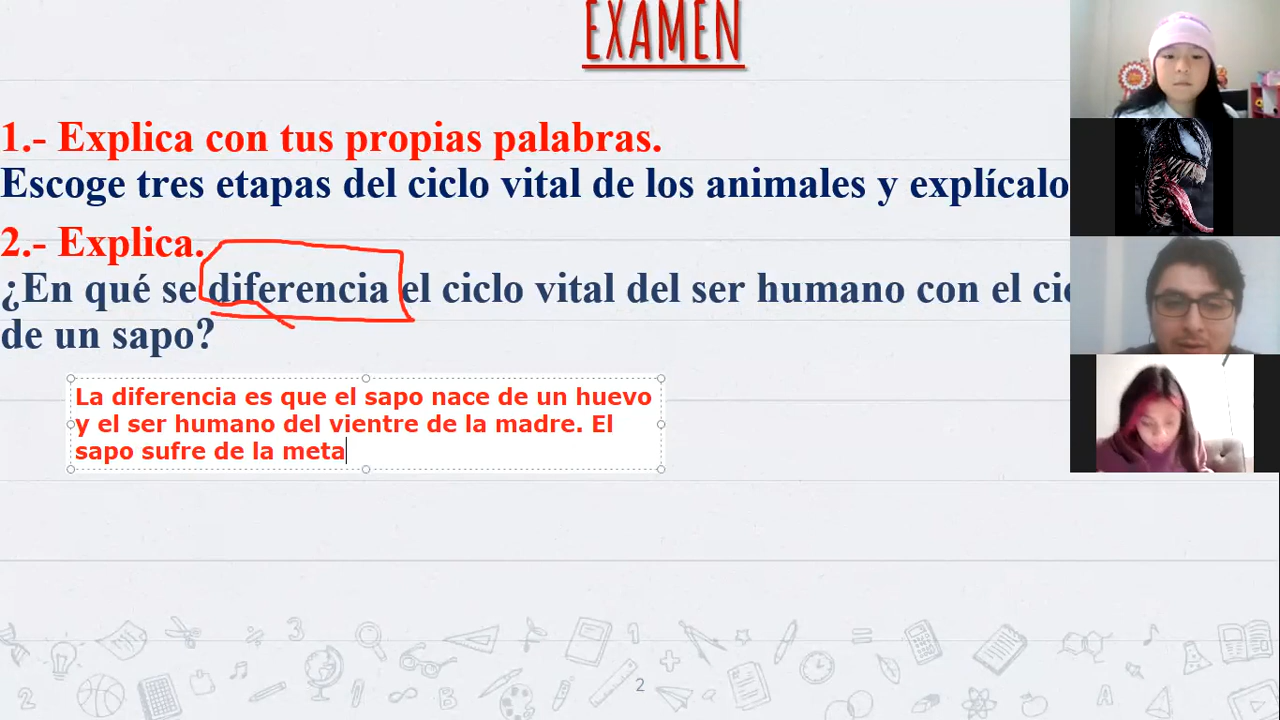 EXAMEN
1.- Explica con tus propias palabras.
Escoge tres etapas del ciclo vital de los animales y explícalo
2.- Explica.
¿En qué se diferencia el ciclo vital del ser humano con el
de un sapo?
La diferencia es que el sapo nace de un huevo
y el ser humano del vientre de la madre. El
sapo sufre de la meta
2